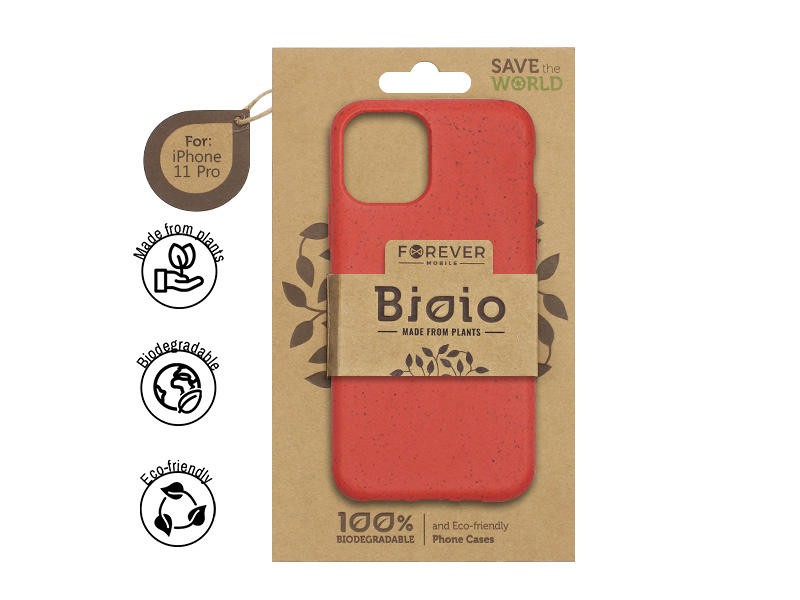 SAVE the
WORLD
For:
iPhone
11 Pro
Made from plants
FOREVER
MOBILE
Bioio
MADE FROM PLANTS
Biodegradable
Eco-friendly
100%
BIODEGRADABLE
and Eco-friendly
Phone Cases